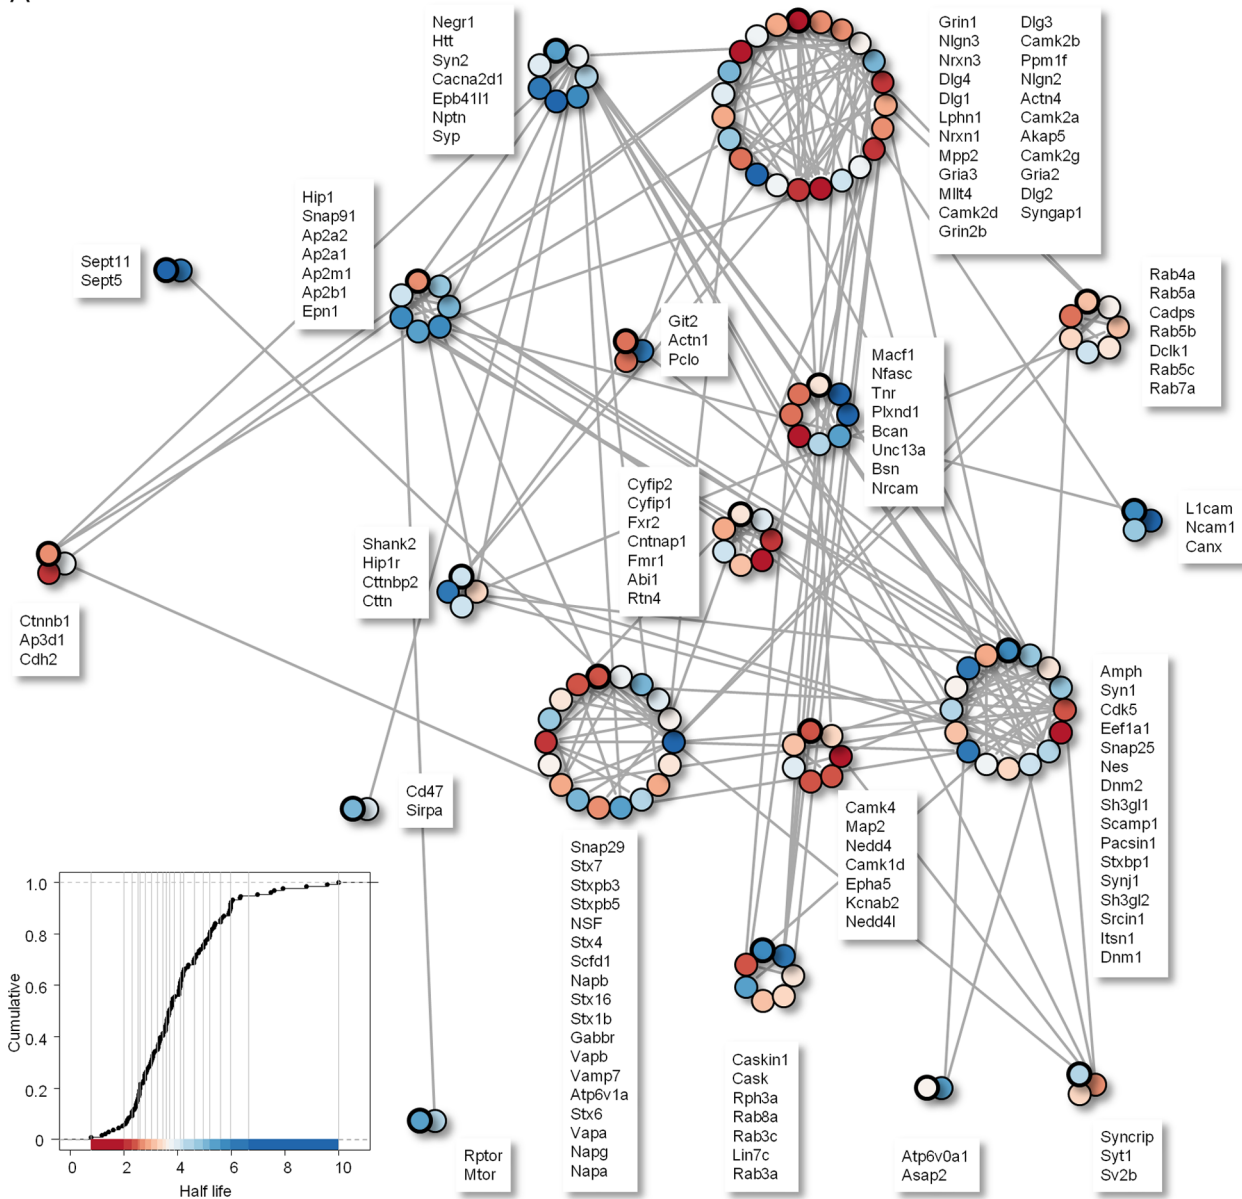 Negr1
Htt
Syn2
Cacna2d1
Epb41l1
Nptn
Syp
Grin1
Nlgn3
Nrxn3
Dlg4
Dlg1
Lphn1
Nrxn1
Mpp2
Gria3
Mllt4
Camk2d
Grin2b
Dlg3
Camk2b
Ppm1f
Nlgn2
Actn4
Camk2a
Akap5
Camk2g
Gria2
Dlg2
Syngap1
Hip1
Snap91
Ap2a2
Ap2a1
Ap2m1
Ap2b1
Epn1
Sept11
Sept5
Git2
Actn1
Pclo
Rab4a
Rab5a
Cadps
Rab5b
Dclk1
Rab5c
Rab7a
Macf1
Nfasc
Tnr
Plxnd1
Bcan
Unc13a
Bsn
Nrcam
Cyfip2
Cyfip1
Fxr2
Cntnap1
Fmr1
Abi1
Rtn4
L1cam
Ncam1
Canx
Shank2
Hip1r
Cttnbp2
Cttn
Ctnnb1
Ap3d1
Cdh2
Amph
Syn1
Cdk5
Eef1a1
Snap25
Nes
Dnm2
Sh3gl1
Scamp1
Pacsin1
Stxbp1
Synj1
Sh3gl2
Srcin1
Itsn1
Dnm1
Cd47
Sirpa
Camk4
Map2
Nedd4
Camk1d
Epha5
Kcnab2
Nedd4l
Snap29
Stx7
Stxpb3
Stxpb5
NSF
Stx4
Scfd1
Napb
Stx16
Stx1b
Gabbr
Vapb
Vamp7
Atp6v1a
Stx6
Vapa
Napg
Napa
Caskin1
Cask
Rph3a
Rab8a
Rab3c
Lin7c
Rab3a
Rptor
Mtor
Atp6v0a1
Asap2
Syncrip
Syt1
Sv2b
Cumulative
1.0
0.8
0.6
0.4
0.2
0
0 2 4 6 8 10
Half life